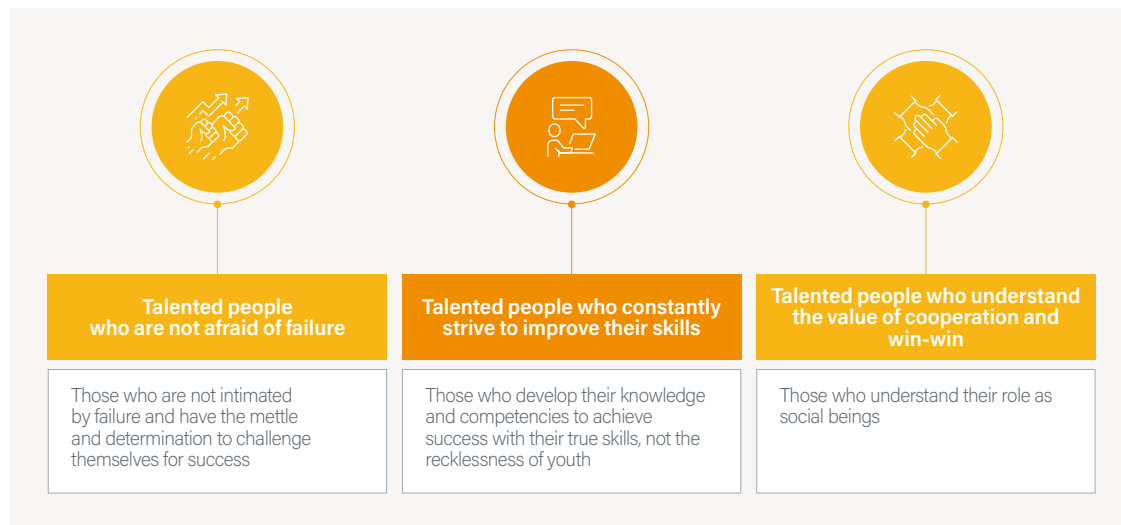 Talented people
who are not afraid of failure
Those who are not intimated
by failure and have the mettle
and determination to challenge
themselves for success
Talented people who constantly
strive to improve their skills
Those who develop their knowledge
and competencies to achieve
success with their true skills, not the
recklessness of youth
Talented people who understand
the value of cooperation and
win-win
Those who understand their role as
social beings